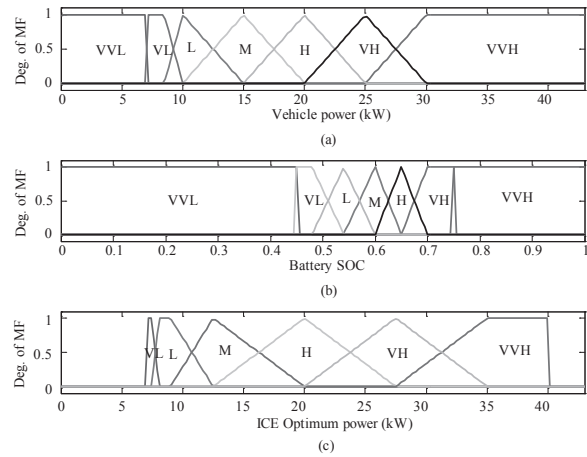 Deg. of MF
1
0.5
0
VVL
VL
L
M
H
VH
VVH
0 5 10 15 20 25 30 35 40
Vehicle power (kW)
(a)
Deg. of MF
1
0.5
0
VVL
VL
L
M
H
VH
VVH
0 0.1 0.2 0.3 0.4 0.5 0.6 0.7 0.8 0.9 1
Battery SOC
(b)
Deg. of MF
1
0.5
0
VL
L
M
H
VH
VVH
0 5 10 15 20 25 30 35 40
ICE Optimum power (kW)
(c)